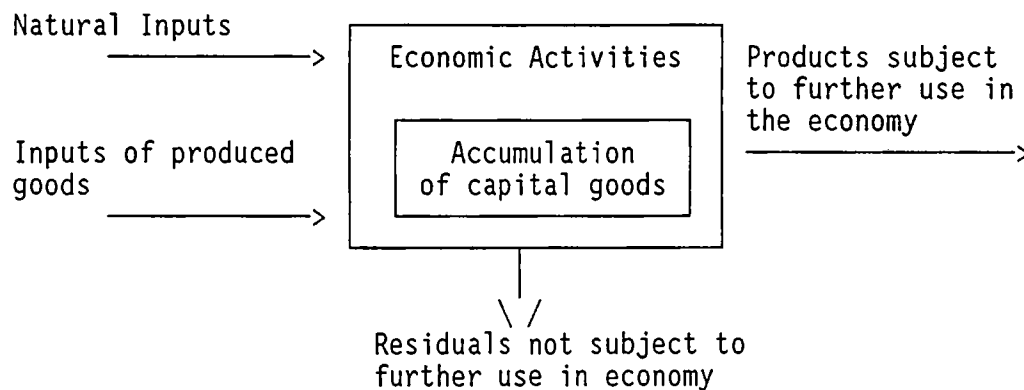 Natural Inputs
Economic Activities
Products subject
to further use in
the economy
Inputs of produced
goods
Accumulation
of capital goods
Residuals not subject to
further use in economy